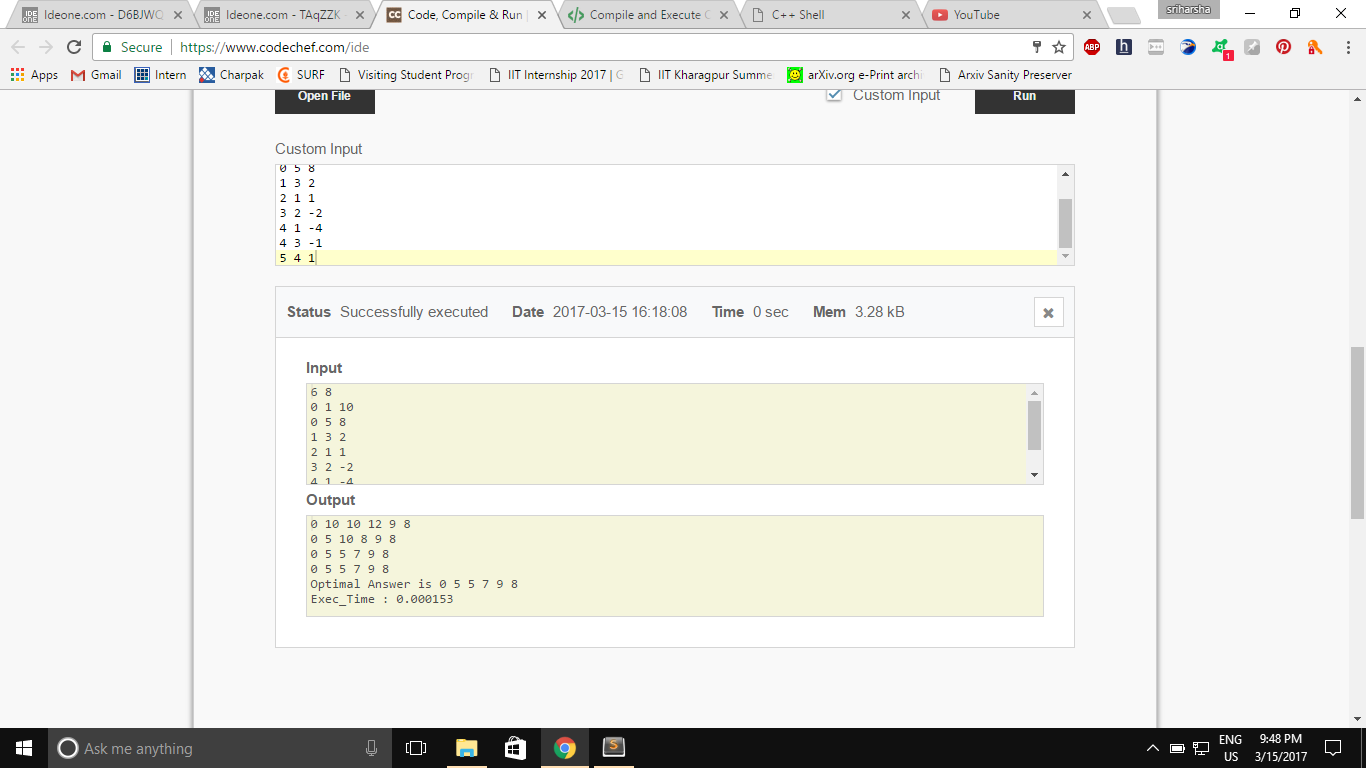 Ideone.com - D6BJWQ
Ideone.com - TAqZZK
Code, Compile & Run |
Compile and Execute C
C++ Shell
YouTube
sriharsha
Secure | https://www.codechef.com/ide
ABP
h
1
Apps
Gmail
Intern
Charpak
SURF
Visiting Student Prog
IIT Internship 2017 | G
IIT Kharagpur Summe
arXiv.org e-Print archi
Arxiv Sanity Preserver
Open File
Custom Input
Run
Custom Input
0 5 8
1 3 2
2 1 1
3 2 -2
4 1 -4
4 3 -1
5 4 1
Status Successfully executed Date 2017-03-15 16:18:08 Time 0 sec Mem 3.28 kB
Input
6 8
0 1 10
0 5 8
1 3 2
2 1 1
3 2 -2
4 1 -4
Output
0 10 10 12 9 8
0 5 10 8 9 8
0 5 5 7 9 8
0 5 5 7 9 8
Optimal Answer is 0 5 5 7 9 8
Exec_Time : 0.000153
Ask me anything
ENG
US
9:48 PM
3/15/2017